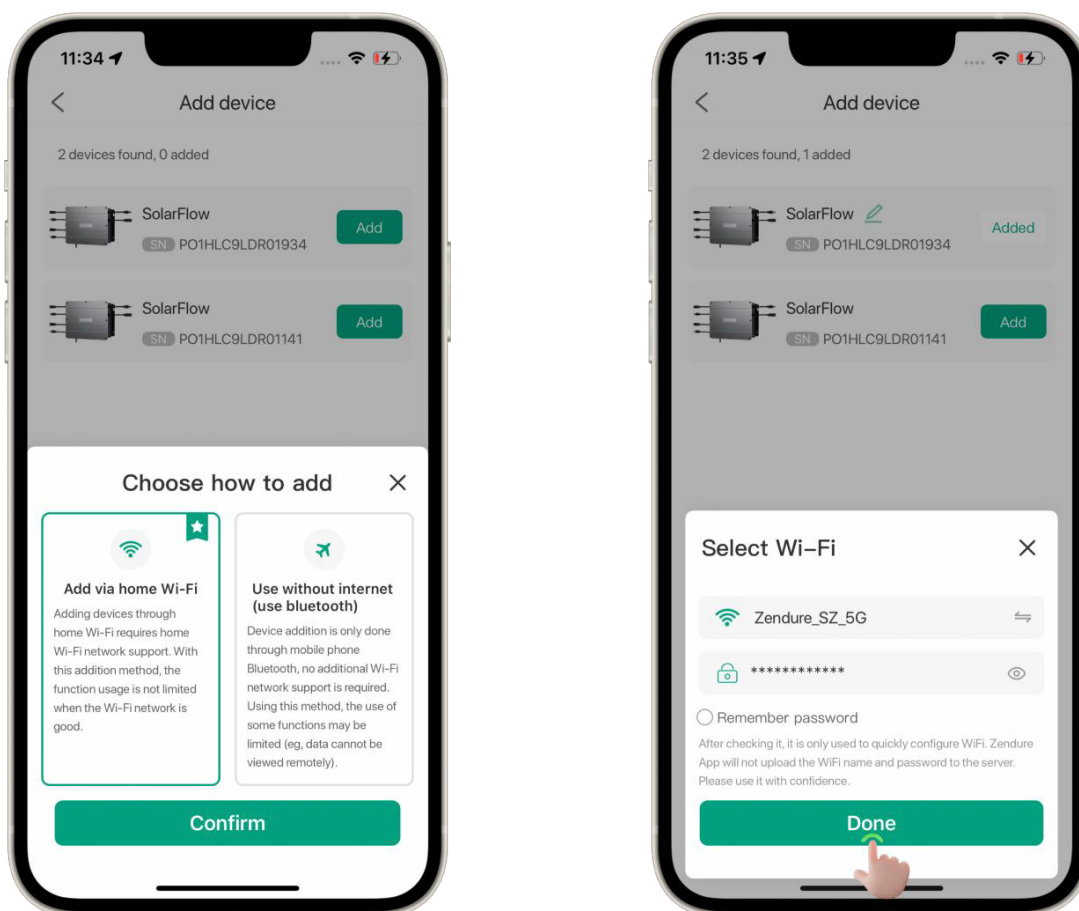 11:34
Add device
2 devices found, 0 added
SolarFlow
SN PO1HLC9LDR01934
Add
SolarFlow
SN PO1HLC9LDR01141
Add
Choose how to add
Add via home Wi-Fi
Adding devices through
home Wi-Fi requires home
Wi-Fi network support. With
this addition method, the
function usage is not limited
when the Wi-Fi network is
good.
Use without internet
(use bluetooth)
Device addition is only done
through mobile phone
Bluetooth, no additional Wi-Fi
network support is required.
Using this method, the use of
some functions may be
limited (eg, data cannot be
viewed remotely).
Confirm
11:35
Add device
2 devices found, 1 added
SolarFlow
SN PO1HLC9LDR01934
Added
SolarFlow
SN PO1HLC9LDR01141
Add
Select Wi-Fi
Zendure_SZ_5G
************
Remember password
After checking it, it is only used to quickly configure WiFi. Zendure
App will not upload the WiFi name and password to the server.
Please use it with confidence.
Done